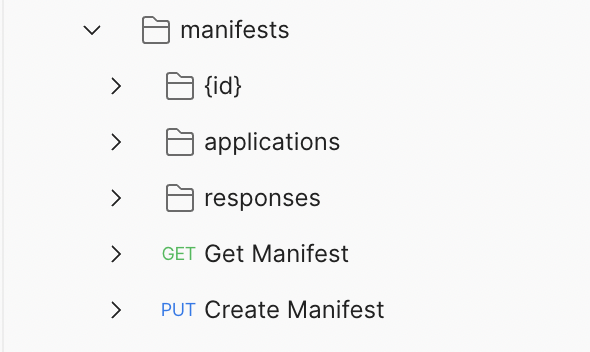 manifests
{id}
applications
responses
GET Get Manifest
PUT Create Manifest